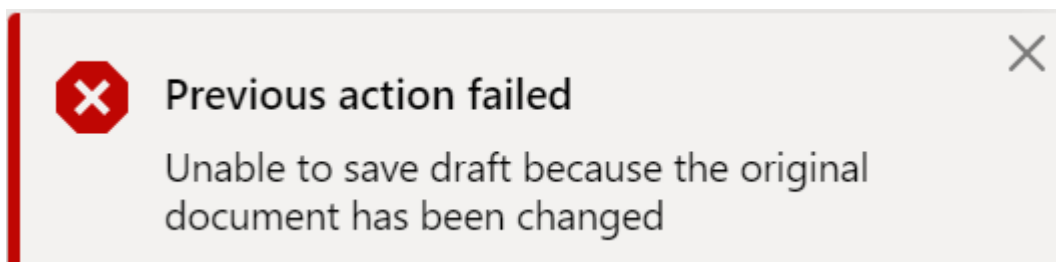 Previous action failed
Unable to save draft because the original
document has been changed